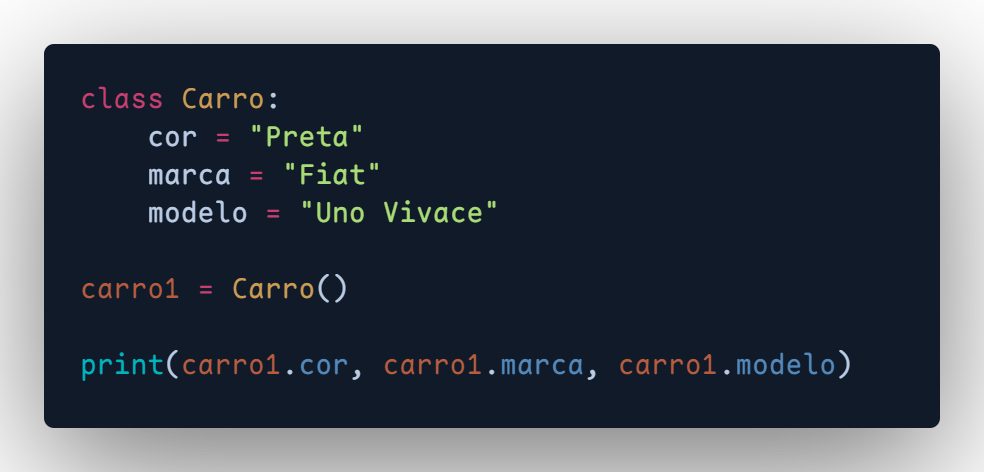 class Carro:
    cor = "Preta"
    marca = "Fiat"
    modelo = "Uno Vivace"

carro1 = Carro()

print(carro1.cor, carro1.marca, carro1.modelo)